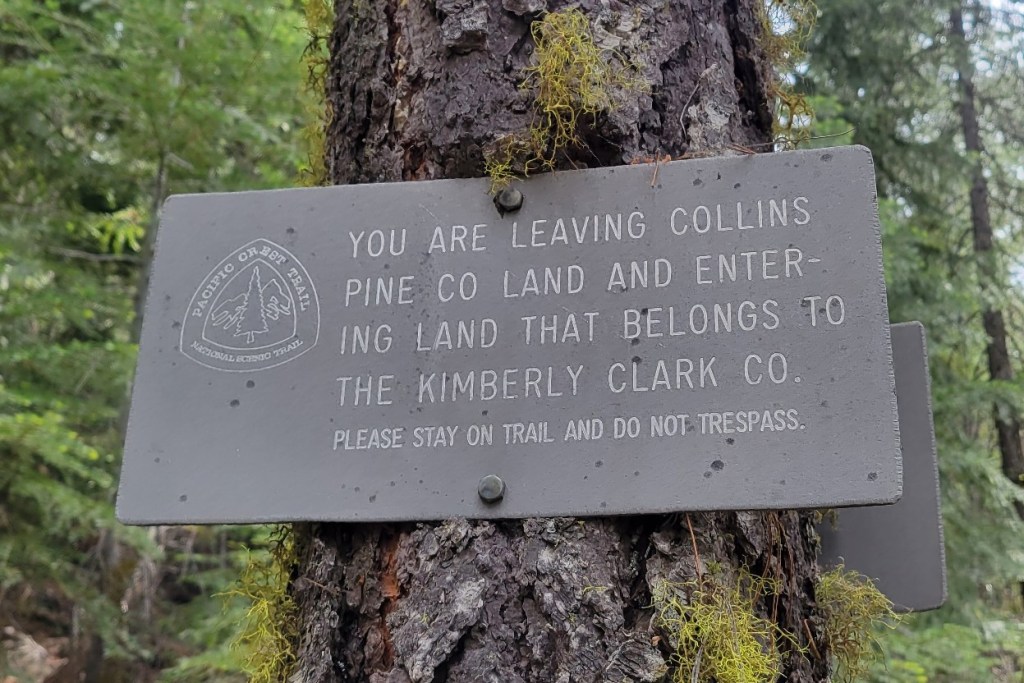 PACIFIC CREST TRAIL
NATIONAL SCENIC TRAIL
YOU ARE LEAVING COLLINS
PINE CO LAND AND ENTER-
ING LAND THAT BELONGS TO
THE KIMBERLY CLARK CO.
PLEASE STAY ON TRAIL AND DO NOT TRESPASS.